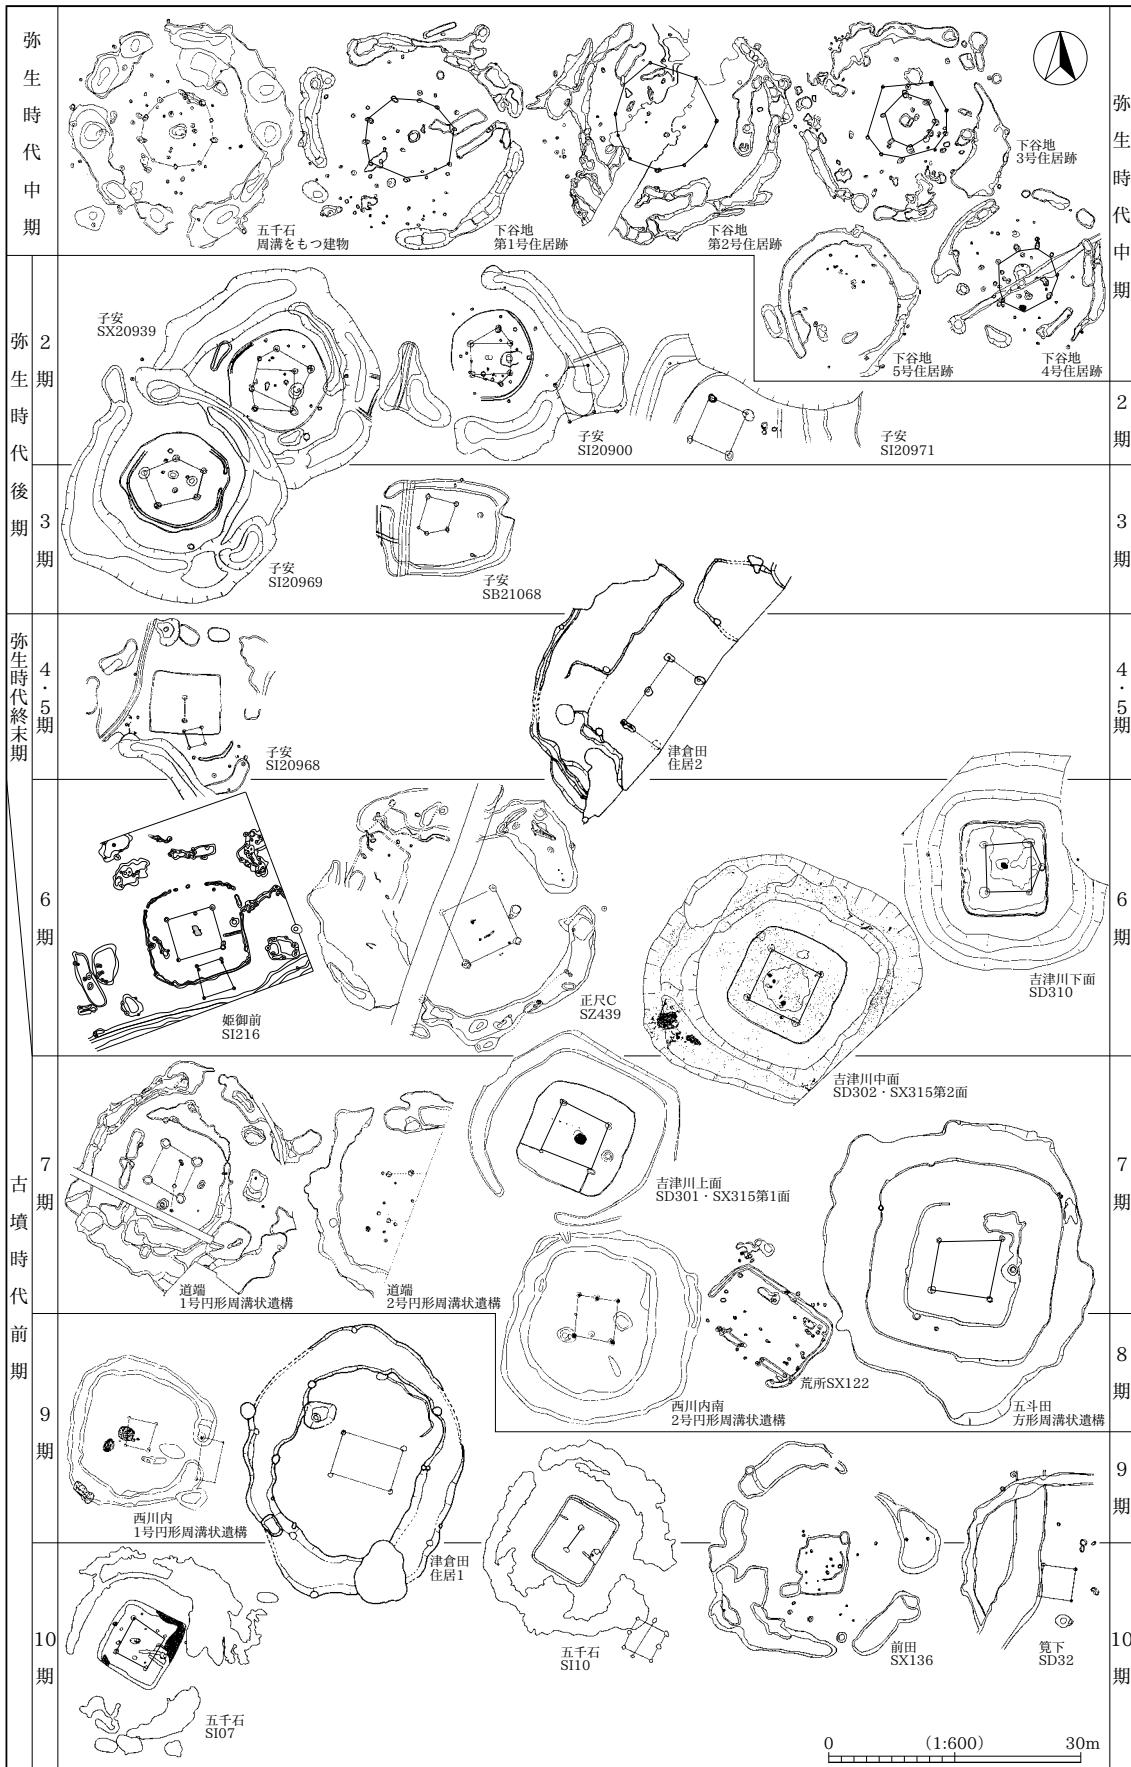 弥生時代中期
弥生時代中期
五千石
周溝をもつ建物
下谷地
第1号住居跡
下谷地
第2号住居跡
下谷地
3号住居跡
下谷地
5号住居跡
下谷地
4号住居跡
弥生時代後期
2期
2期
子安
SX20939
子安
SI20900
子安
SI20971
3期
3期
子安
SI20969
子安
SB21068
弥生時代終末期
4・5期
4・5期
子安
SI20968
津倉田
住居2
古墳時代前期
6期
6期
姫御前
SI216
正尺C
SZ439
吉津川下面
SD310
吉津川中面
SD302・SX315第2面
7期
7期
道端
1号円形周溝状遺構
道端
2号円形周溝状遺構
吉津川上面
SD301・SX315第1面
8期
西川内南
2号円形周溝状遺構
荒所SX122
五斗田
方形周溝状遺構
9期
9期
西川内
1号円形周溝状遺構
津倉田
住居1
10期
10期
五千石
SI07
五千石
SI10
前田
SX136
筧下
SD32
0 (1:600) 30m